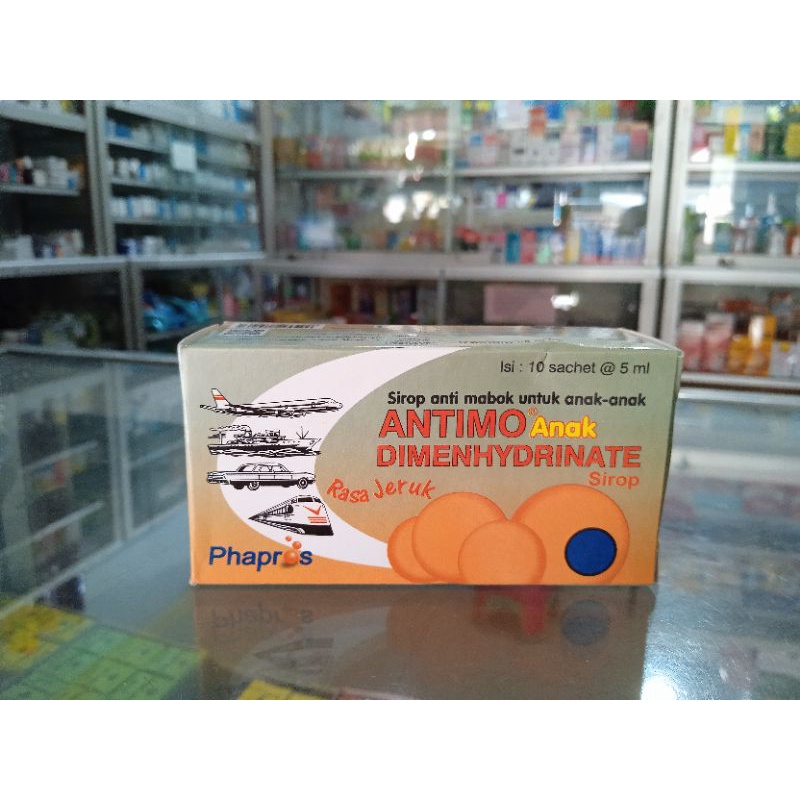 Isi : 10 sachet @ 5 ml
Sirop anti mabok untuk anak-anak
ANTIMO® Anak
DIMENHYDRINATE
Sirop
Rasa Jeruk
Phapros